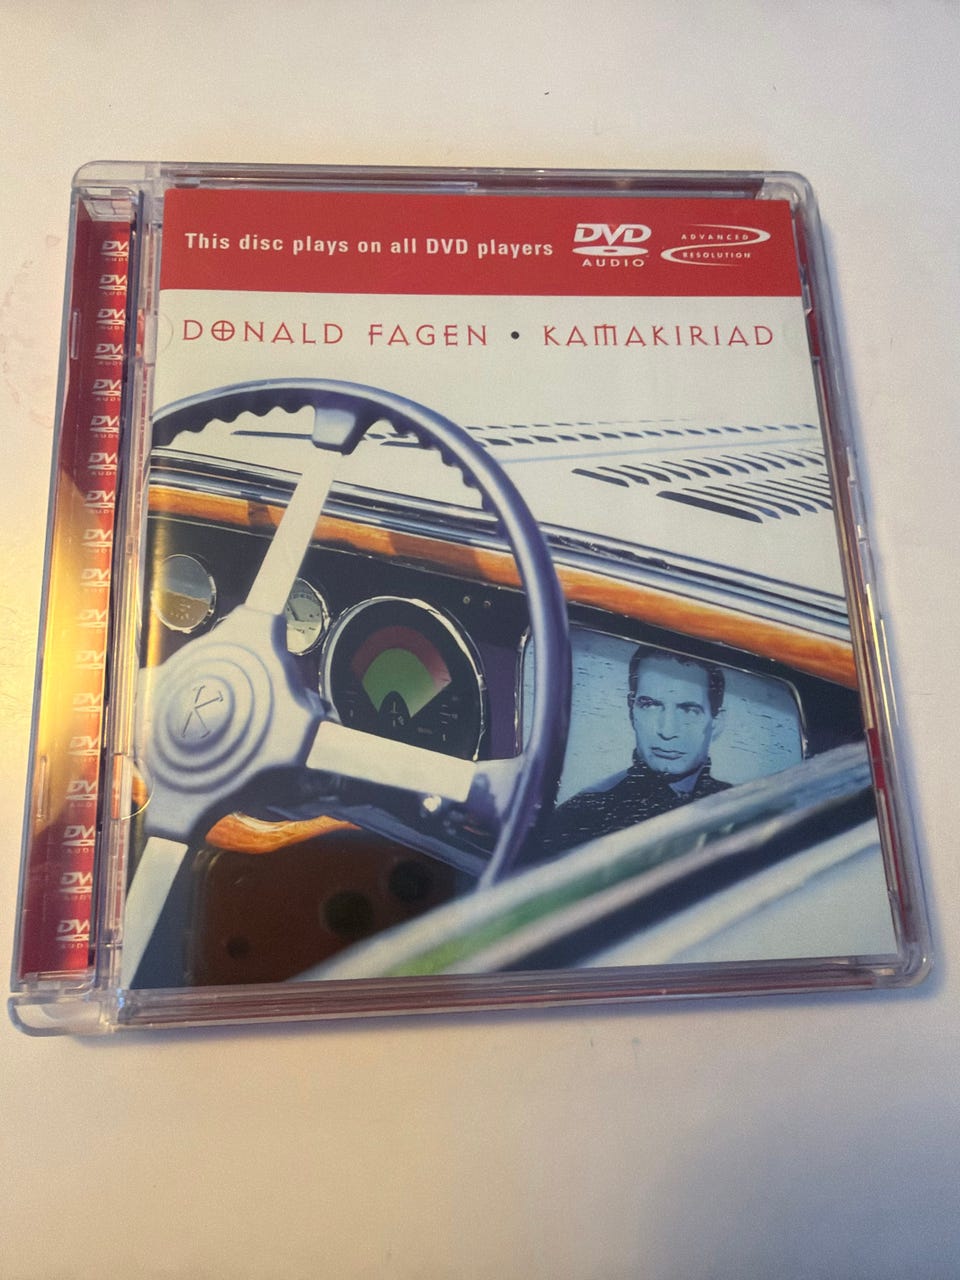 This disc plays on all DVD players
DVD
AUDIO
ADVANCED
RESOLUTION
DONALD FAGEN • KAMAKIRIAD
K